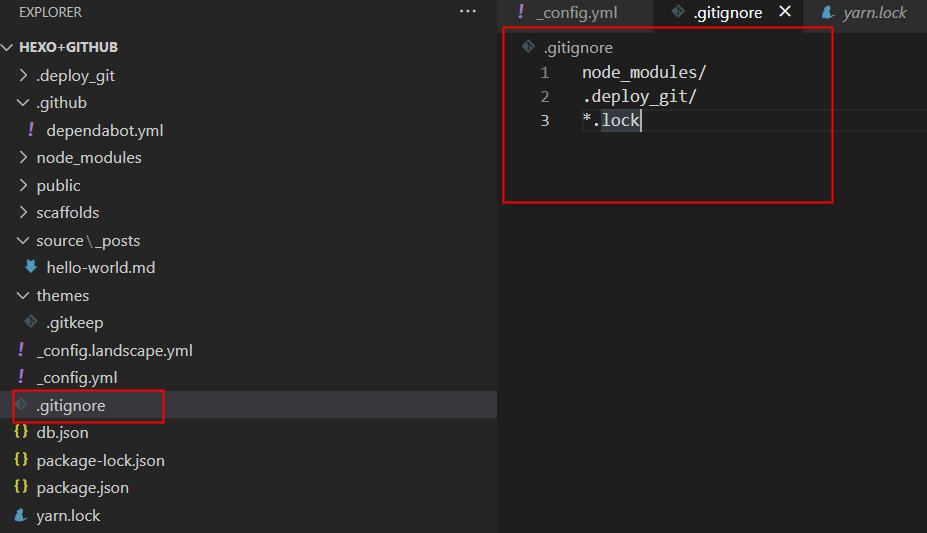 EXPLORER
HEXO+GITHUB
.deploy_git
.github
dependabot.yml
node_modules
public
scaffolds
source\_posts
hello-world.md
themes
.gitkeep
_config.landscape.yml
_config.yml
.gitignore
db.json
package-lock.json
package.json
yarn.lock
_config.yml .gitignore yarn.lock
.gitignore
1 node_modules/
2 .deploy_git/
3 *.lock